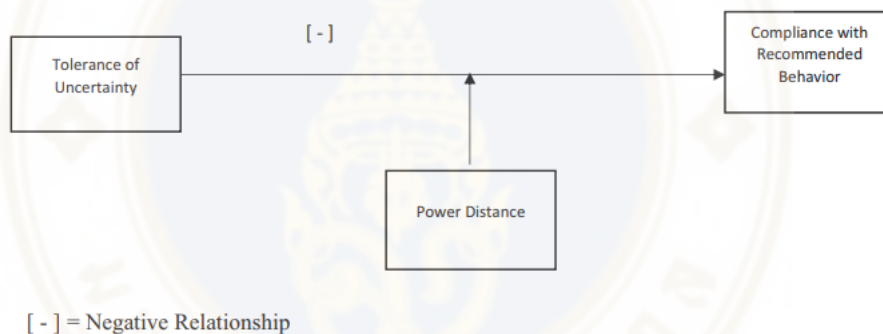 [ - ]
Tolerance of
Uncertainty
Compliance with
Recommended
Behavior
Power Distance
[ - ] = Negative Relationship